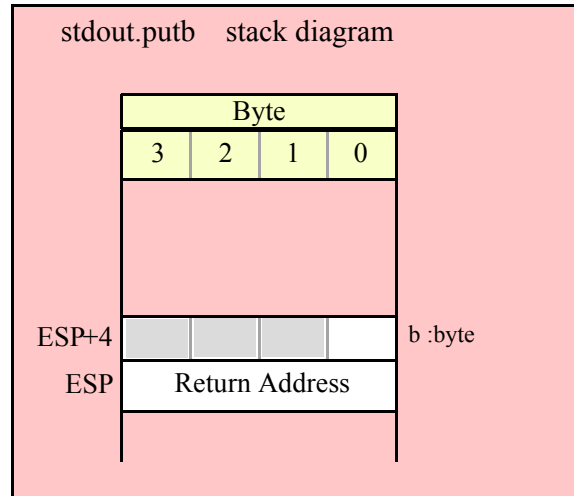 stdout.putb stack diagram
Byte
3 2 1 0
ESP+4 b :byte
ESP Return Address